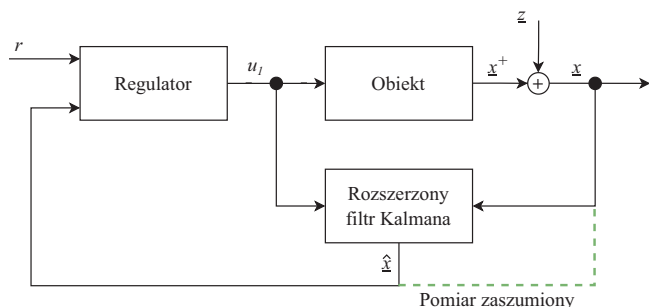 z
r
u₁
x⁺
x
Regulator
Obiekt
+
Rozszerzony
filtr Kalmana
x̂
Pomiar zaszumiony